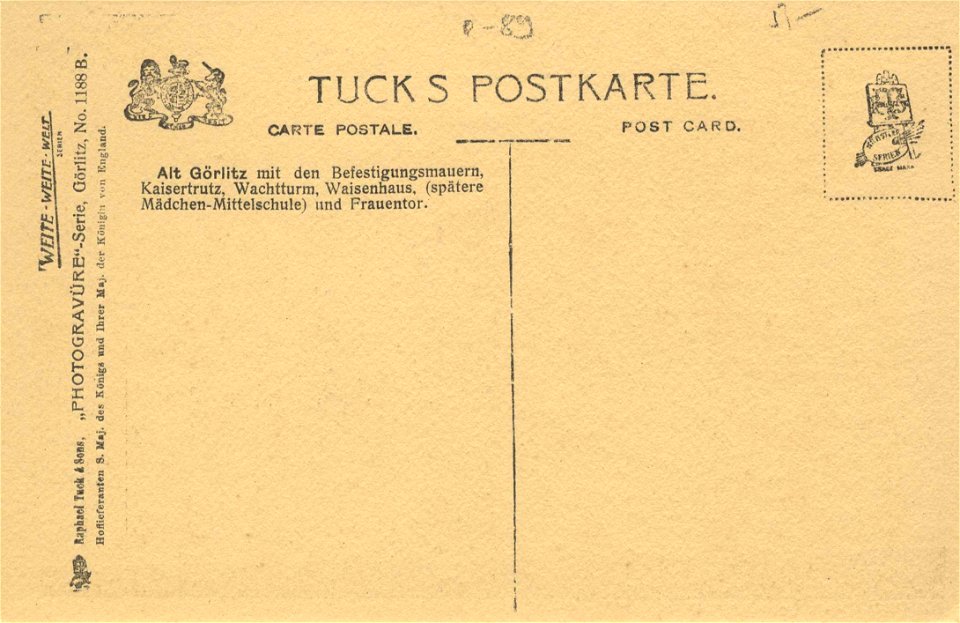 R-89
TUCKS POSTKARTE.
CARTE POSTALE.
POST CARD.
Alt Görlitz mit den Befestigungsmauern,
Kaisertrutz, Wachtturm, Waisenhaus, (spätere
Mädchen-Mittelschule) und Frauentor.
SERIEN
"WEITE-WEITE-WELT
SERIEN
Raphael Tuck & Sons, „PHOTOGRAVÜRE“-Serie, Görlitz, No. 1188 B.
Hoflieferanten S. Maj. des Königs und Ihrer Maj. der Königin von England.